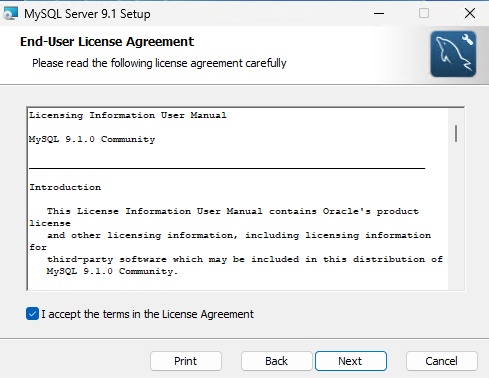 MySQL Server 9.1 Setup
End-User License Agreement
Please read the following license agreement carefully
Licensing Information User Manual
MySQL 9.1.0 Community
Introduction
This License Information User Manual contains Oracle's product
license
and other licensing information, including licensing information
for
third-party software which may be included in this distribution of
MySQL 9.1.0 Community.
I accept the terms in the License Agreement
Print
Back
Next
Cancel